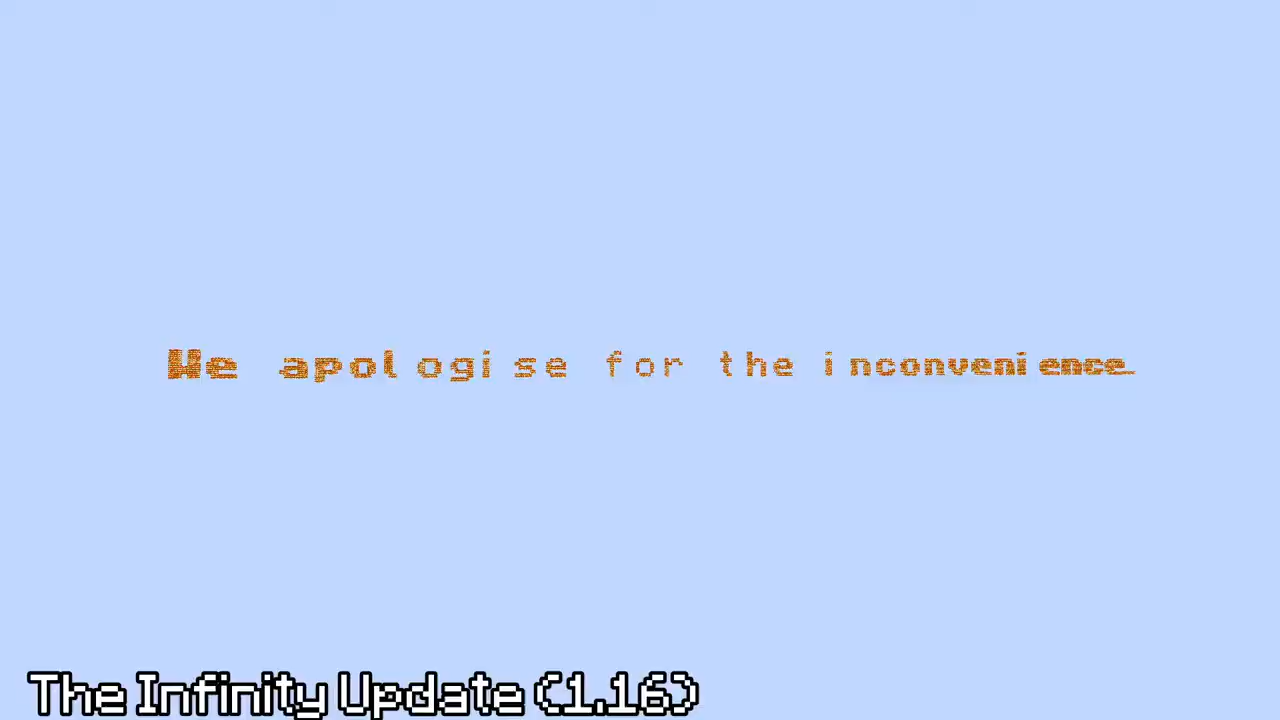 We apologise for the inconvenience.
The Infinity Update (1.16)